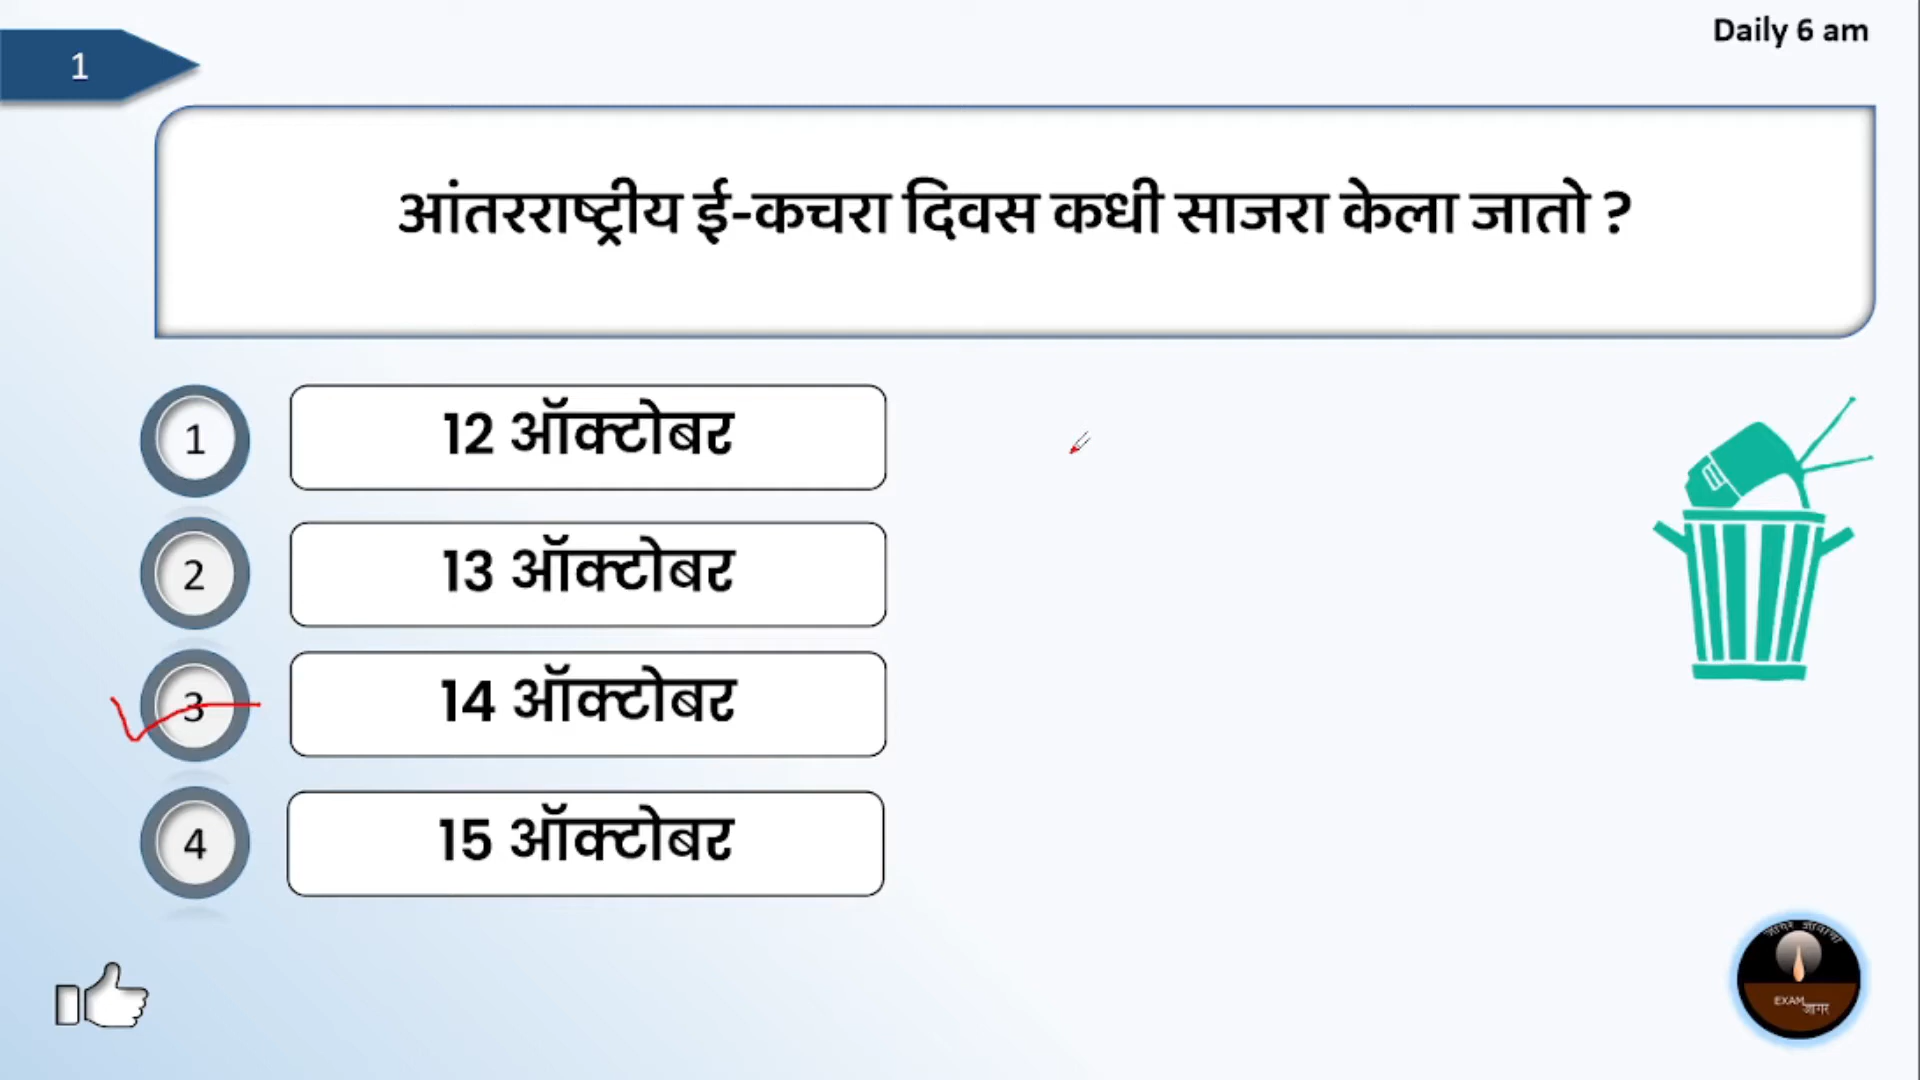 Daily 6 am
1
आंतरराष्ट्रीय ई-कचरा दिवस कधी साजरा केला जातो ?
1
12 ऑक्टोबर
2
13 ऑक्टोबर
3
14 ऑक्टोबर
4
15 ऑक्टोबर
EXAM
जागर